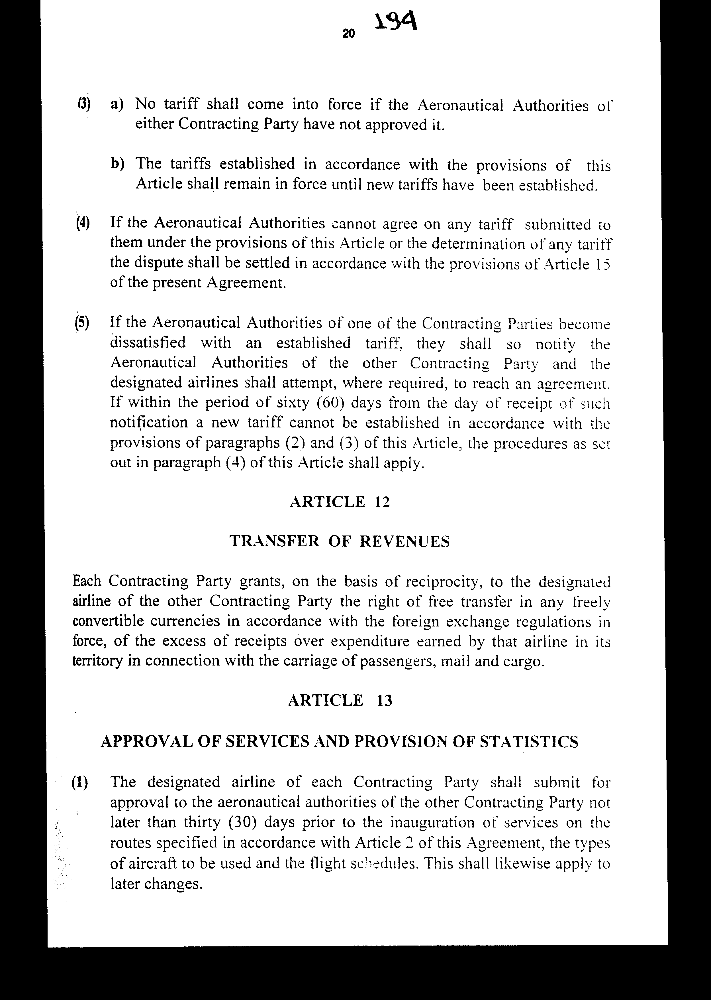 194
20
(3) a) No tariff shall come into force if the Aeronautical Authorities of
either Contracting Party have not approved it.
b) The tariffs established in accordance with the provisions of this
Article shall remain in force until new tariffs have been established.
(4) If the Aeronautical Authorities cannot agree on any tariff submitted to
them under the provisions of this Article or the determination of any tariff
the dispute shall be settled in accordance with the provisions of Article 15
of the present Agreement.
(5) If the Aeronautical Authorities of one of the Contracting Parties become
dissatisfied with an established tariff, they shall so notify the
Aeronautical Authorities of the other Contracting Party and the
designated airlines shall attempt, where required, to reach an agreement.
If within the period of sixty (60) days from the day of receipt of such
notification a new tariff cannot be established in accordance with the
provisions of paragraphs (2) and (3) of this Article, the procedures as set
out in paragraph (4) of this Article shall apply.
ARTICLE 12
TRANSFER OF REVENUES
Each Contracting Party grants, on the basis of reciprocity, to the designated
airline of the other Contracting Party the right of free transfer in any freely
convertible currencies in accordance with the foreign exchange regulations in
force, of the excess of receipts over expenditure earned by that airline in its
territory in connection with the carriage of passengers, mail and cargo.
ARTICLE 13
APPROVAL OF SERVICES AND PROVISION OF STATISTICS
(1) The designated airline of each Contracting Party shall submit for
approval to the aeronautical authorities of the other Contracting Party not
later than thirty (30) days prior to the inauguration of services on the
routes specified in accordance with Article 2 of this Agreement, the types
of aircraft to be used and the flight schedules. This shall likewise apply to
later changes.